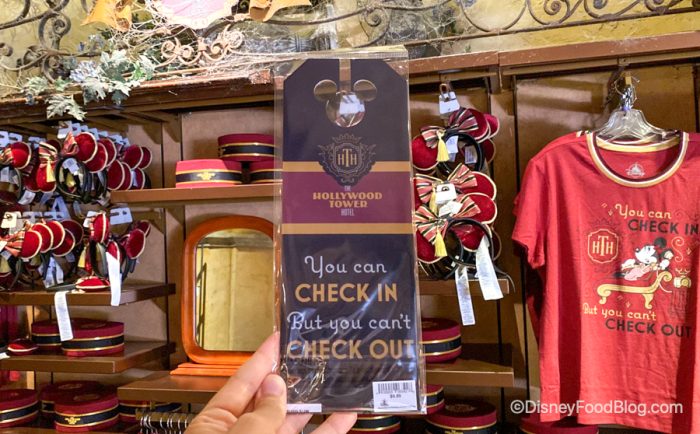 HTH
THE
HOLLYWOOD
TOWER
HOTEL
You can
CHECK IN
But you can't
CHECK OUT
You can
CHECK IN
HTH
But you can't
CHECK OUT
©DisneyFoodBlog.com